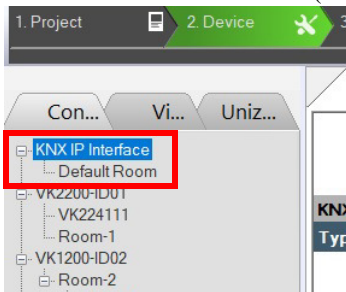 1. Project 2. Device 3
Con... Vi... Uniz...
KNX IP Interface
Default Room
VK2200-ID01
VK224111
Room-1
VK1200-ID02
Room-2
KNX
Typ